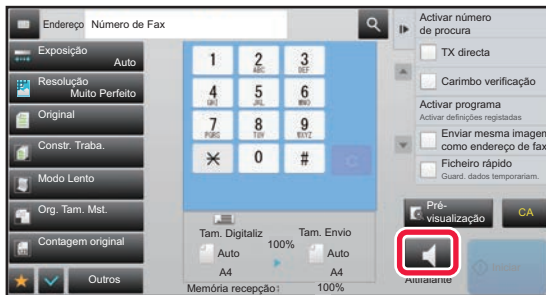 Endereço
Número de Fax
Exposição
Auto
Resolução
Muito Perfeito
Original
Constr. Traba.
Modo Lento
Org. Tam. Mst.
Contagem original
Outros
1
2
ABC
3
DEF
4
GHI
5
JKL
6
MNO
7
PQRS
8
TUV
9
WXYZ
0
#
C
Tam. Digitaliz
100%
Tam. Envio
Auto
Auto
A4
A4
Memória recepção:
100%
Activar número
de procura
TX directa
Carimbo verificação
Activar programa
Activar definições registadas
Enviar mesma imagem
como endereço de fax
Ficheiro rápido
Guard. dados temporariam.
Pré-
visualização
CA
Altifalante